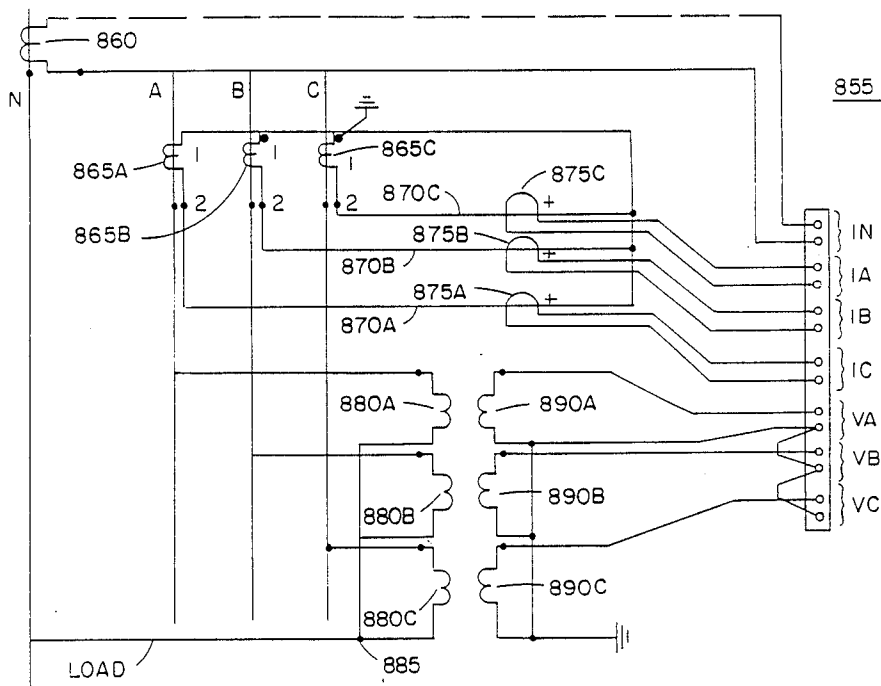 860
855
N
A
B
C
865A
1
1
1
865C
2
2
2
865B
870C
875C
+
870B
875B
+
870A
875A
+
IN
IA
IB
IC
880A
890A
VA
VB
880B
890B
VC
880C
890C
LOAD
885